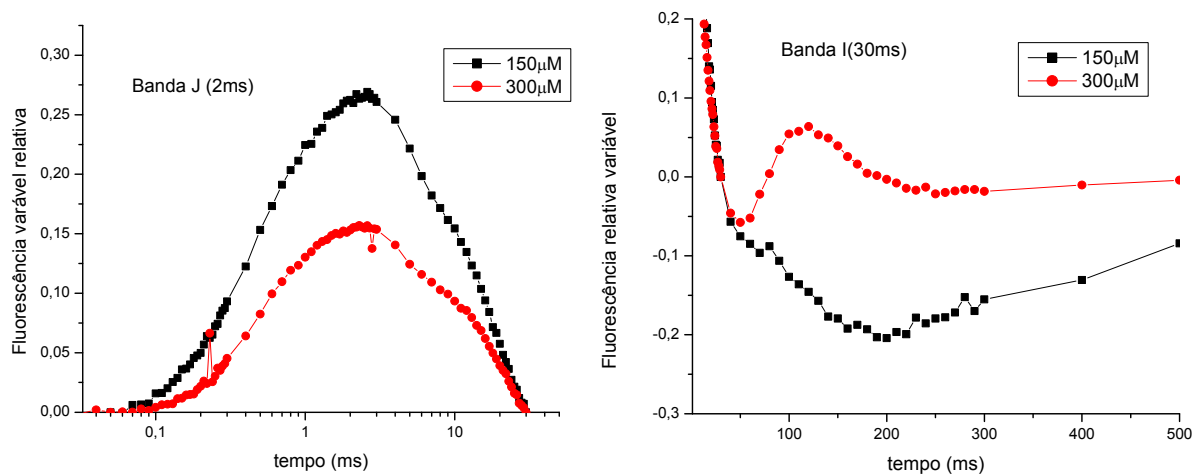 0,35
0,30
0,25
0,20
0,15
0,10
0,05
0,00
Fluorescência varável relativa
Banda J (2ms)
150μM
300μM
0,1
1
10
tempo (ms)
0,2
0,1
0,0
-0,1
-0,2
-0,3
Fluorescência relativa variável
Banda I(30ms)
150μM
300μM
100
200
300
400
500
tempo (ms)